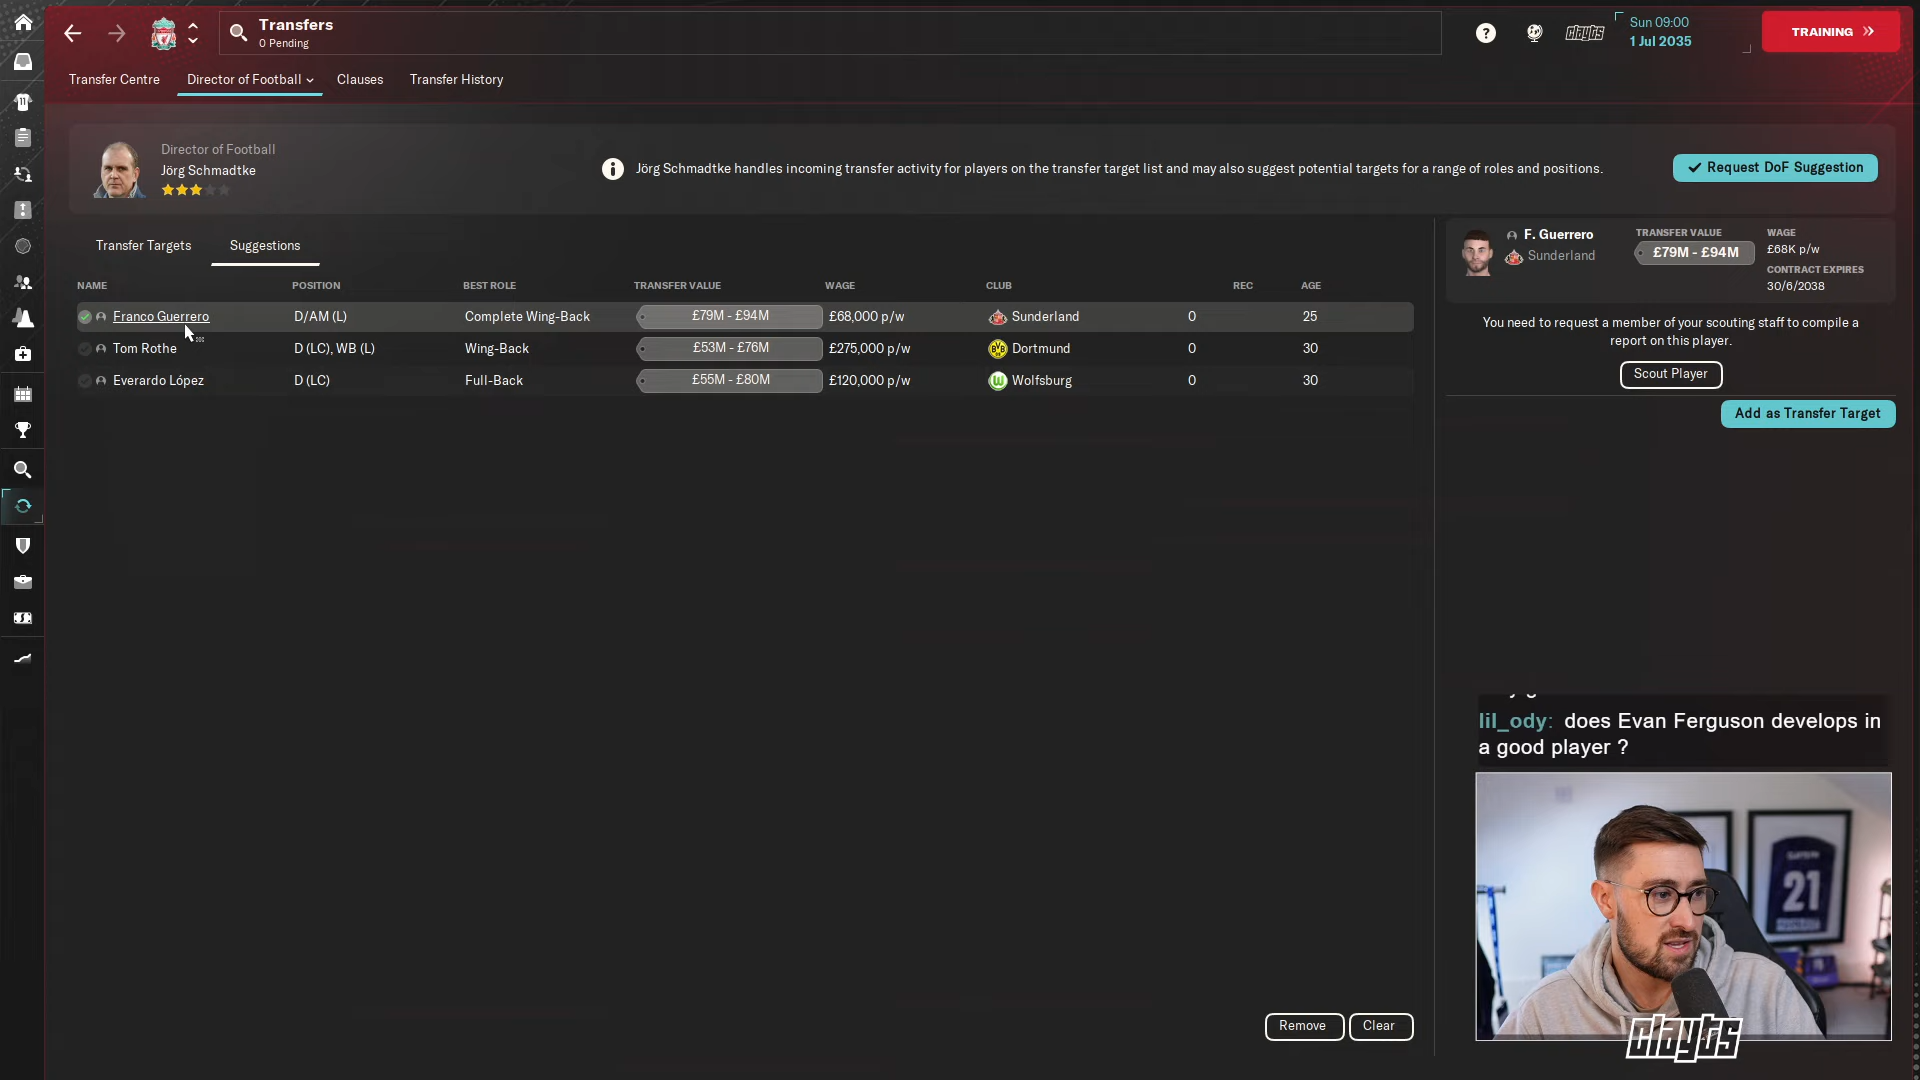 Transfers
0 Pending
clayts
Sun 09:00
1 Jul 2035
TRAINING
Transfer Centre
Director of Football
Clauses
Transfer History
Director of Football
Jörg Schmadtke
Jörg Schmadtke handles incoming transfer activity for players on the transfer target list and may also suggest potential targets for a range of roles and positions.
Request DoF Suggestion
Transfer Targets
Suggestions
NAME POSITION BEST ROLE TRANSFER VALUE WAGE CLUB REC AGE
Franco Guerrero D/AM (L) Complete Wing-Back £79M - £94M £68,000 p/w Sunderland 0 25
Tom Rothe D (LC), WB (L) Wing-Back £53M - £76M £275,000 p/w Dortmund 0 30
Everardo López D (LC) Full-Back £55M - £80M £120,000 p/w Wolfsburg 0 30
F. Guerrero
Sunderland
TRANSFER VALUE
£79M - £94M
WAGE
£68K p/w
CONTRACT EXPIRES
30/6/2038
You need to request a member of your scouting staff to compile a
report on this player.
Scout Player
Add as Transfer Target
lil_ody: does Evan Ferguson develops in
a good player ?
21
clayts
Remove
Clear